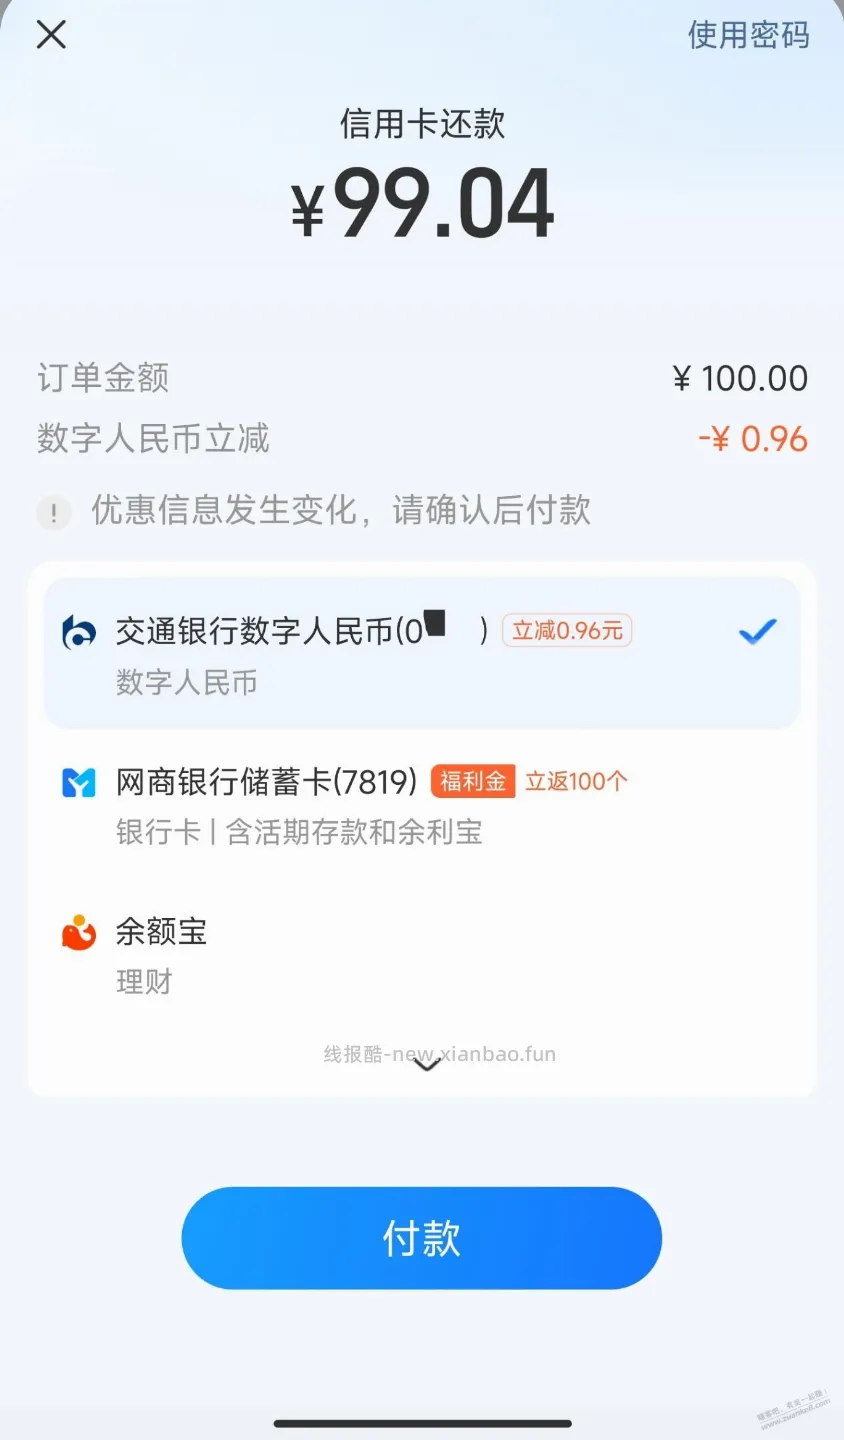 使用密码
信用卡还款
¥99.04
订单金额 ¥ 100.00
数字人民币立减 -¥ 0.96
! 优惠信息发生变化，请确认后付款
交通银行数字人民币(0 ) 立减0.96元
数字人民币
网商银行储蓄卡(7819) 福利金 立返100个
银行卡 | 含活期存款和余利宝
余额宝
理财
线报酷-new.xianbao.fun
付款
www.zuanke8.com